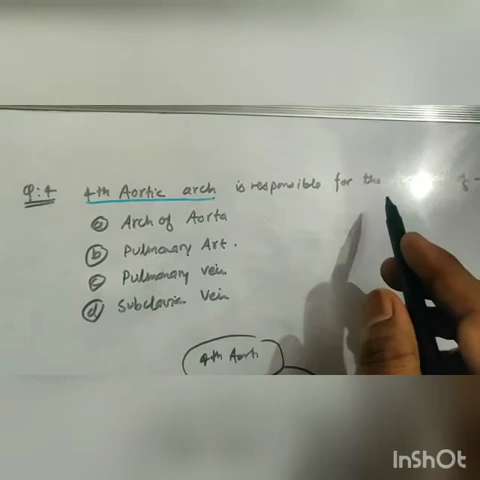 Q:4 4th Aortic arch is responsible for the of -
a Arch of Aorta
b Pulmonary Art.
c Pulmonary vein
d Subclavian Vein
4th Aorti
InShOt